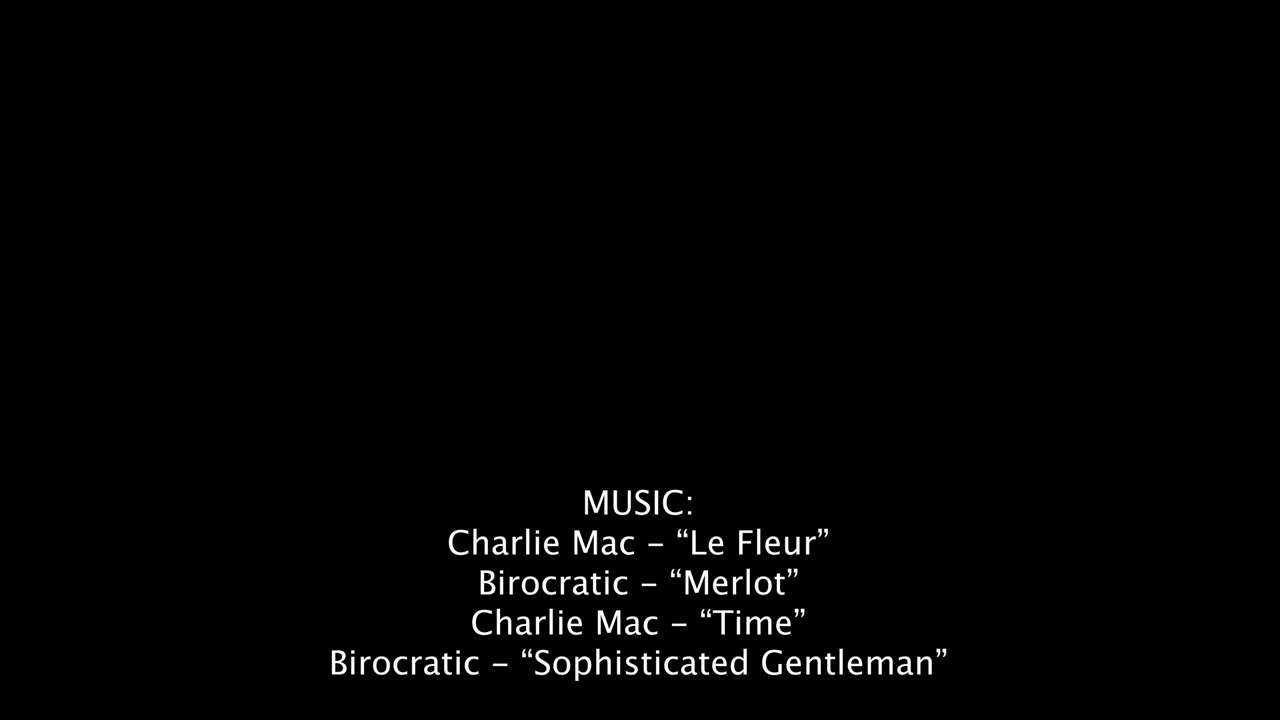 MUSIC:
Charlie Mac – “Le Fleur”
Birocratic – “Merlot”
Charlie Mac – “Time”
Birocratic – “Sophisticated Gentleman”